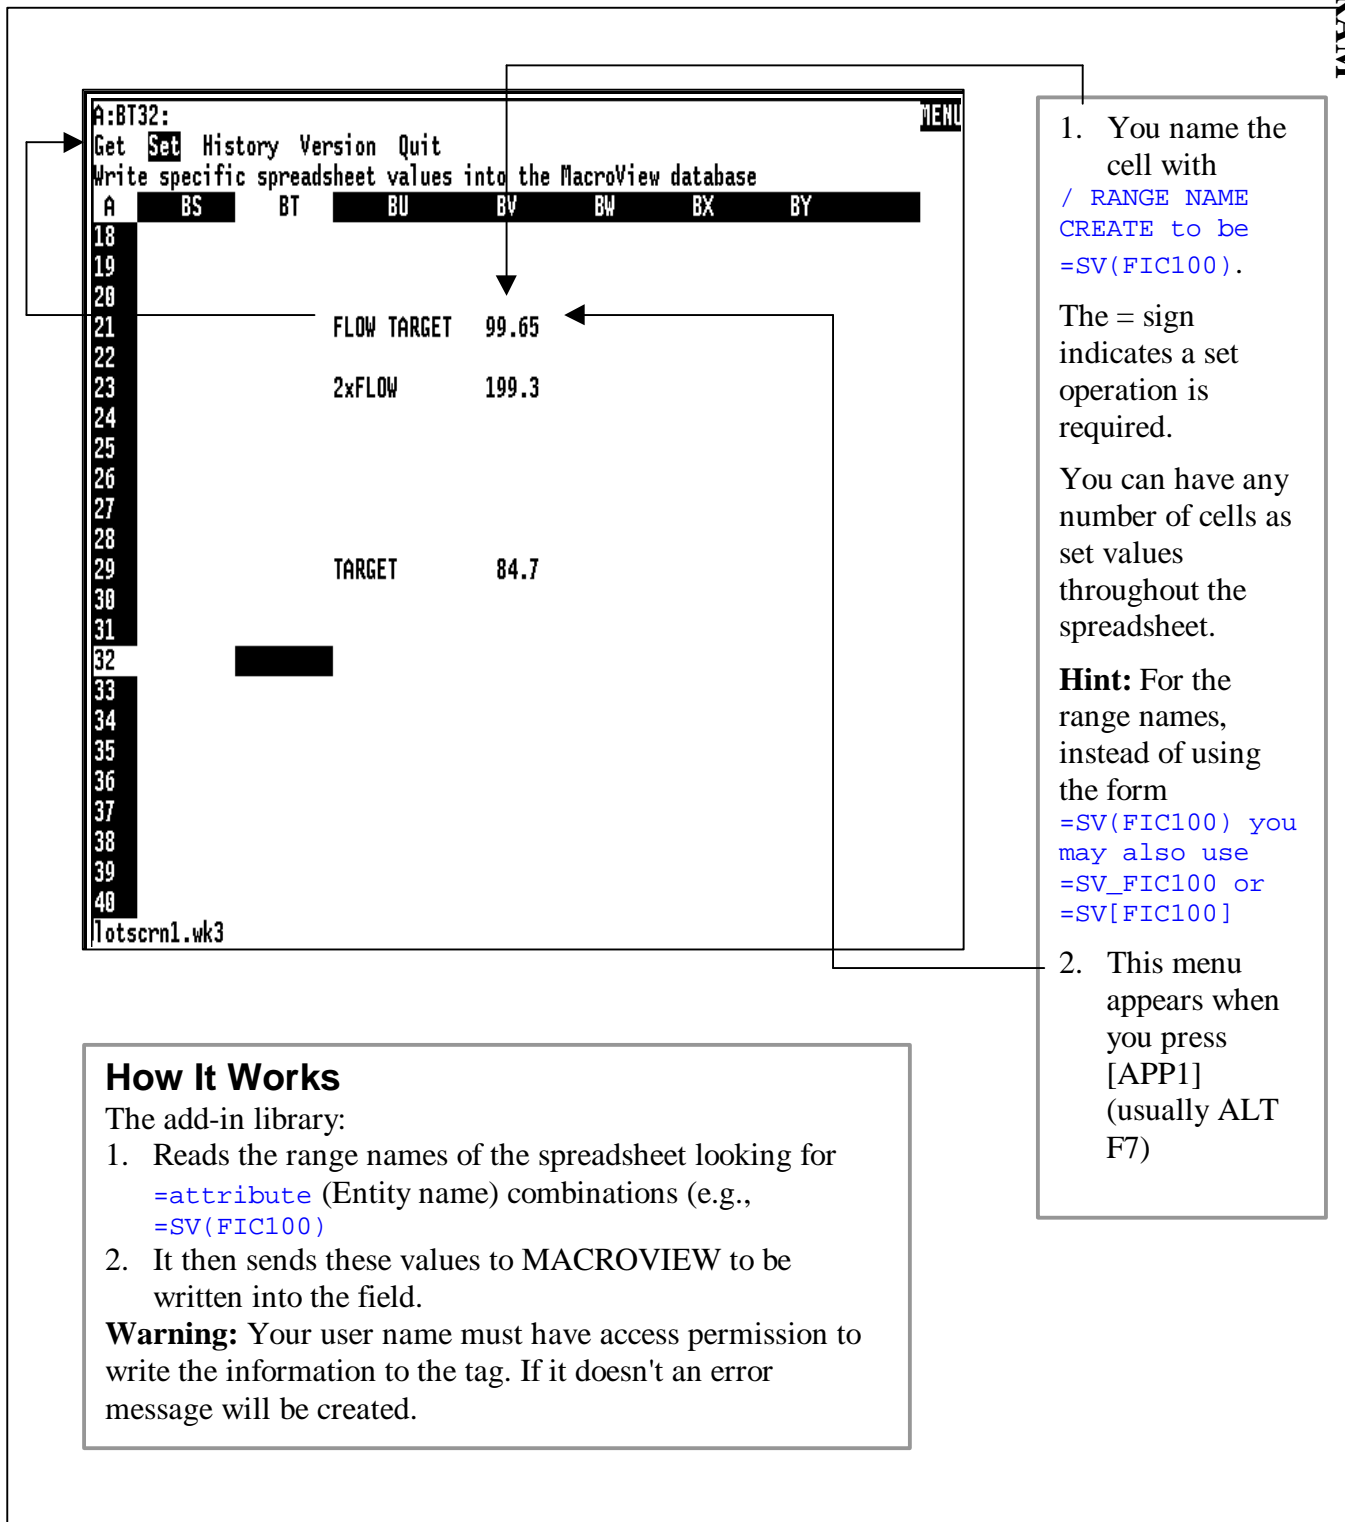 A:BT32: MENU
Get Set History Version Quit
Write specific spreadsheet values into the MacroView database
A BS BT BU BV BW BX BY
18
19
20
21 FLOW TARGET 99.65
22
23 2xFLOW 199.3
24
25
26
27
28
29 TARGET 84.7
30
31
32
33
34
35
36
37
38
39
40
lotscrn1.wk3
1. You name the
cell with
/ RANGE NAME
CREATE to be
=SV(FIC100).
The = sign
indicates a set
operation is
required.
You can have any
number of cells as
set values
throughout the
spreadsheet.
Hint: For the
range names,
instead of using
the form
=SV(FIC100) you
may also use
=SV_FIC100 or
=SV[FIC100]
2. This menu
appears when
you press
[APP1]
(usually ALT
F7)
How It Works
The add-in library:
1. Reads the range names of the spreadsheet looking for
=attribute (Entity name) combinations (e.g.,
=SV(FIC100)
2. It then sends these values to MACROVIEW to be
written into the field.
Warning: Your user name must have access permission to
write the information to the tag. If it doesn't an error
message will be created.